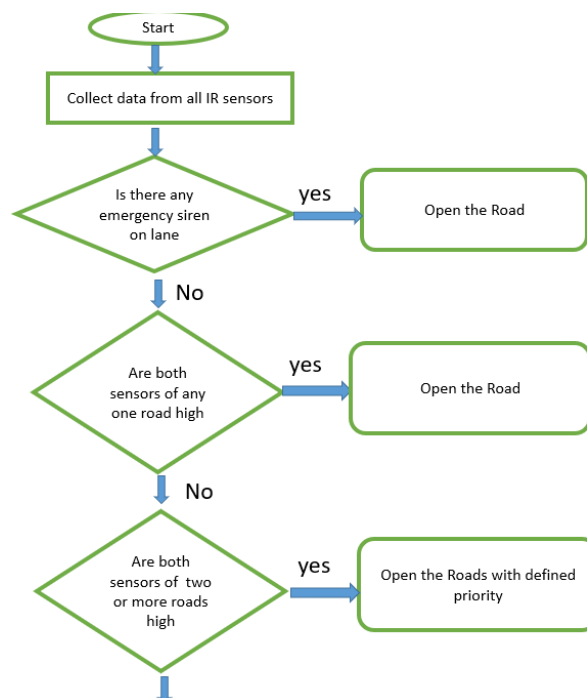 Start
Collect data from all IR sensors
Is there any
emergency siren
on lane
yes
Open the Road
No
Are both
sensors of any
one road high
yes
Open the Road
No
Are both
sensors of two
or more roads
high
yes
Open the Roads with defined
priority